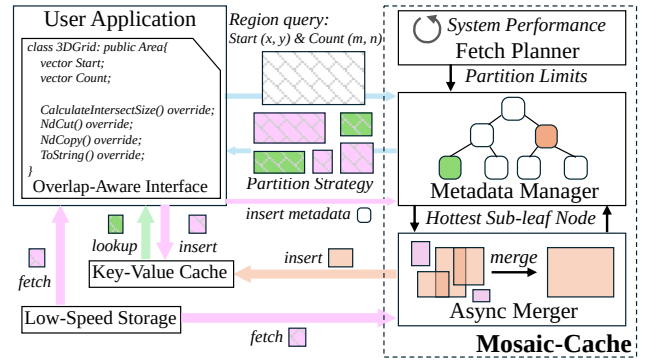 User Application
class 3DGrid: public Area{
vector Start;
vector Count;
CalculateIntersectSize() override;
NdCut() override;
NdCopy() override;
ToString() override;
}
Overlap-Aware Interface
Region query:
Start (x, y) & Count (m, n)
Partition Strategy
insert metadata
System Performance
Fetch Planner
Partition Limits
Metadata Manager
Hottest Sub-leaf Node
merge
Async Merger
Mosaic-Cache
fetch
lookup
insert
insert
Key-Value Cache
Low-Speed Storage
fetch